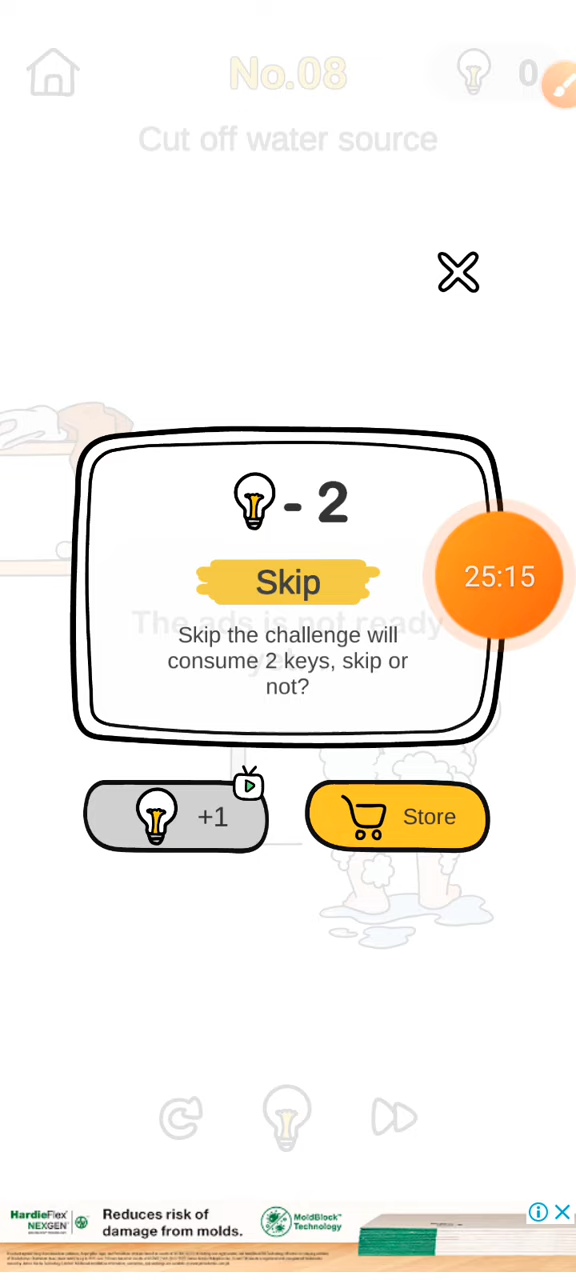 No.08
0
Cut off water source
- 2
Skip
25:15
The ads is not ready
Skip the challenge will
consume 2 keys, skip or
not?
+1
Store
HardieFlex
NEXGEN
Reduces risk of
damage from molds.
MoldBlock™
Technology